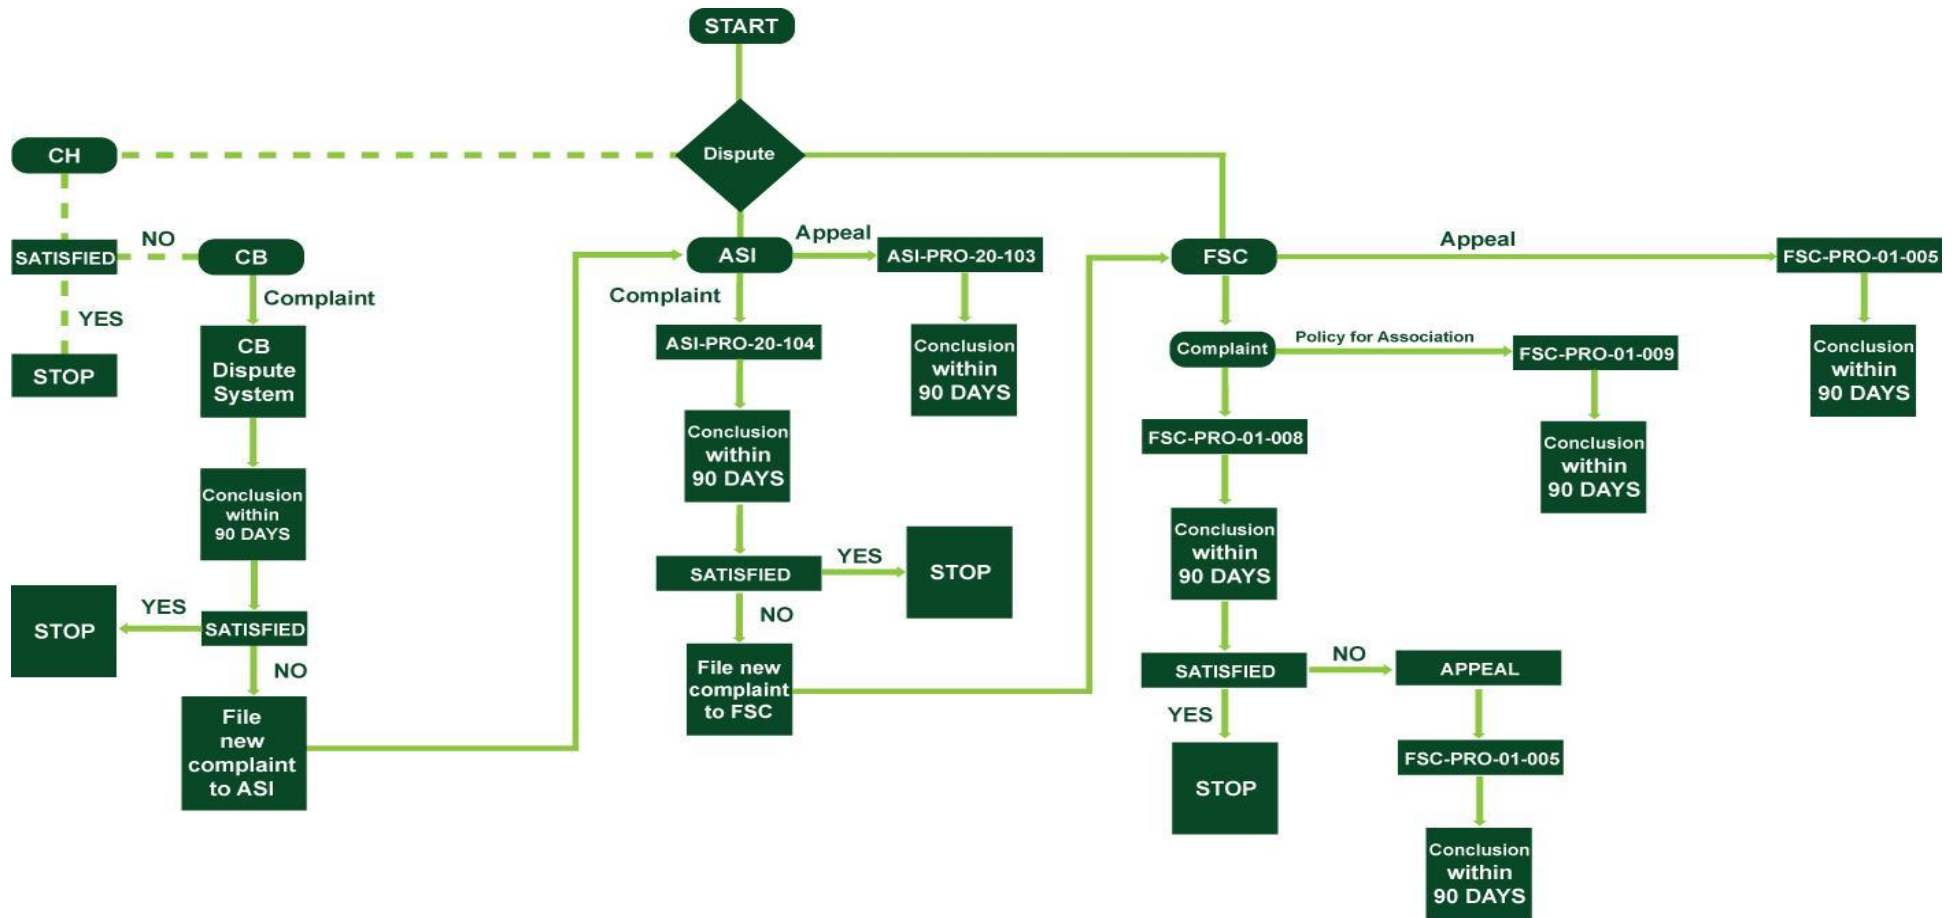 START
Dispute
CH
SATISFIED
NO
YES
STOP
CB
Complaint
CB
Dispute
System
Conclusion
within
90 DAYS
SATISFIED
YES
STOP
NO
File
new
complaint
to ASI
ASI
Appeal
ASI-PRO-20-103
Conclusion
within
90 DAYS
Complaint
ASI-PRO-20-104
Conclusion
within
90 DAYS
SATISFIED
YES
STOP
NO
File new
complaint
to FSC
FSC
Appeal
FSC-PRO-01-005
Conclusion
within
90 DAYS
Complaint
Policy for Association
FSC-PRO-01-009
Conclusion
within
90 DAYS
FSC-PRO-01-008
Conclusion
within
90 DAYS
SATISFIED
NO
APPEAL
YES
STOP
FSC-PRO-01-005
Conclusion
within
90 DAYS